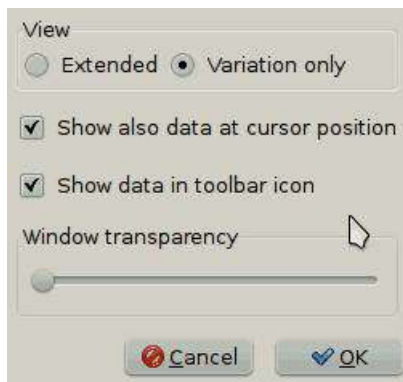 View
Extended Variation only
Show also data at cursor position
Show data in toolbar icon
Window transparency
Cancel OK